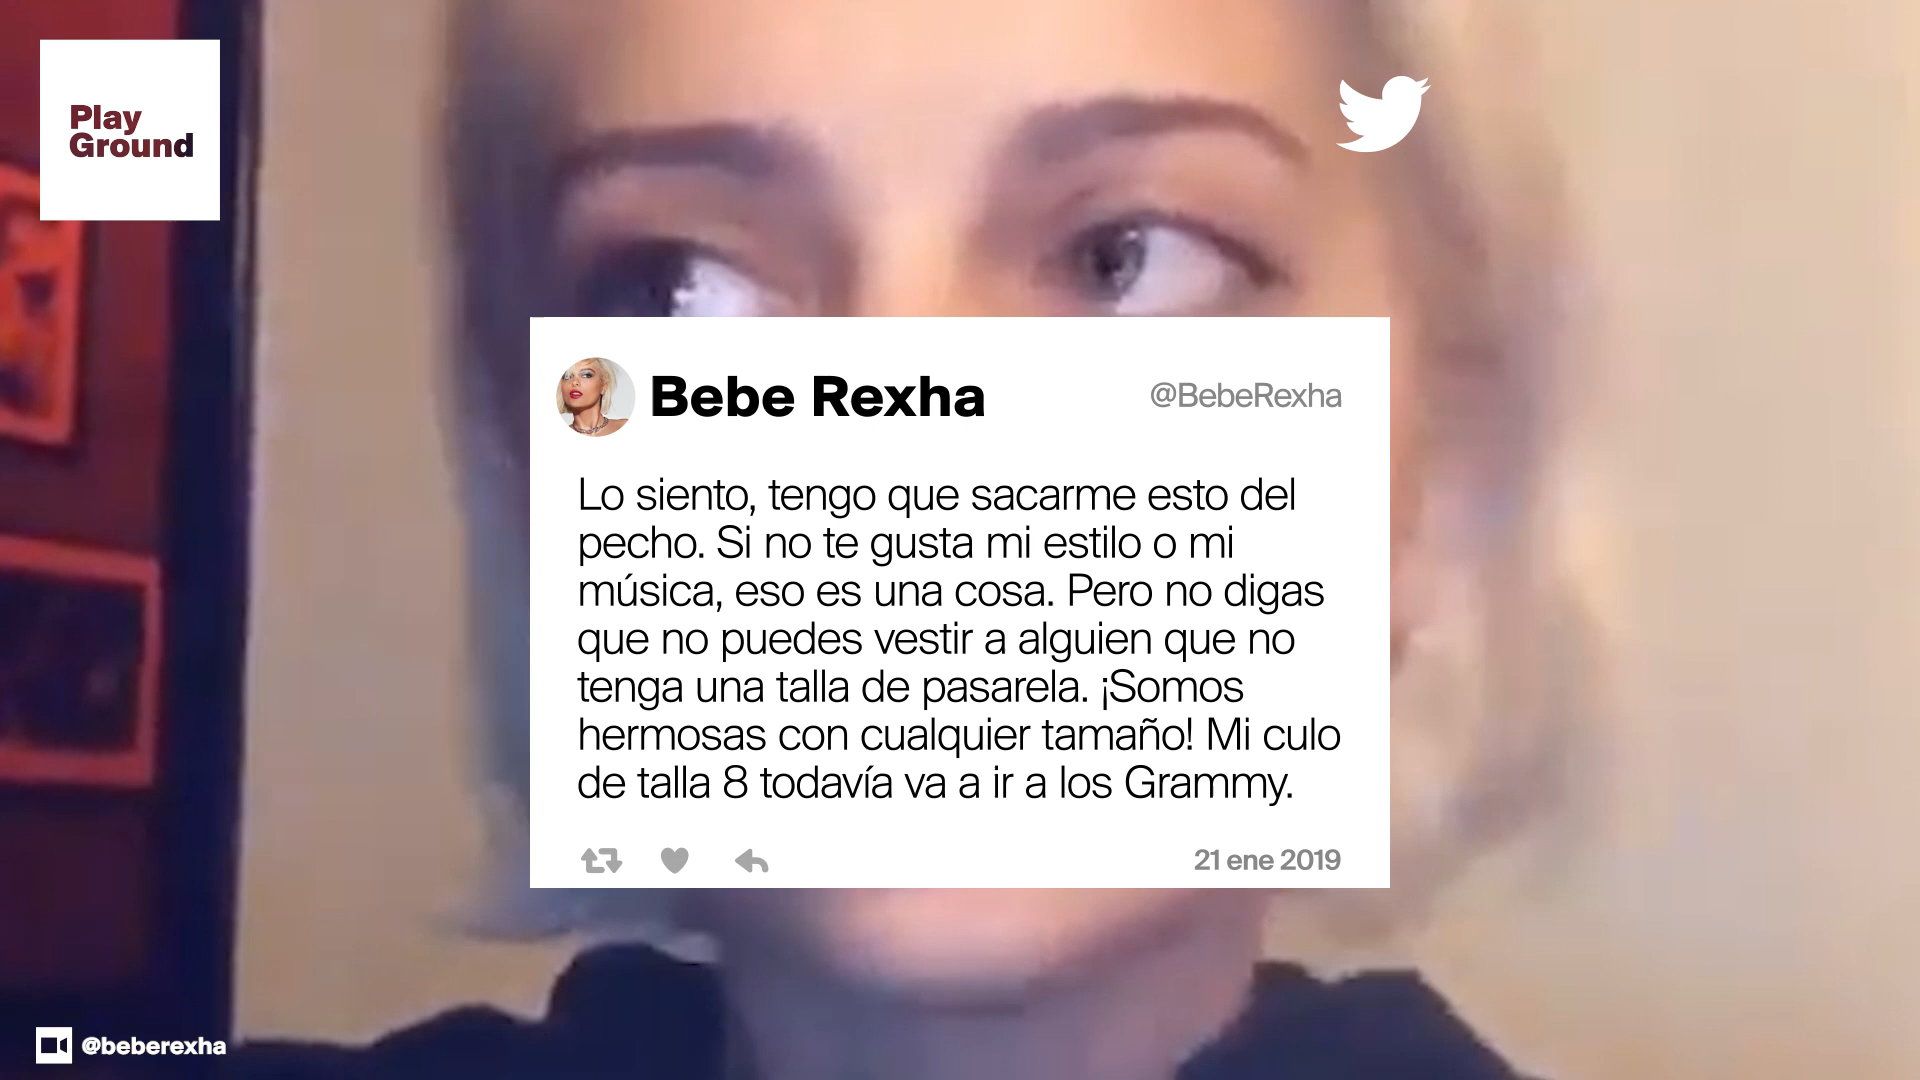 Play
Ground
Bebe Rexha
@BebeRexha
Lo siento, tengo que sacarme esto del
pecho. Si no te gusta mi estilo o mi
música, eso es una cosa. Pero no digas
que no puedes vestir a alguien que no
tenga una talla de pasarela. ¡Somos
hermosas con cualquier tamaño! Mi culo
de talla 8 todavía va a ir a los Grammy.
21 ene 2019
@beberexha